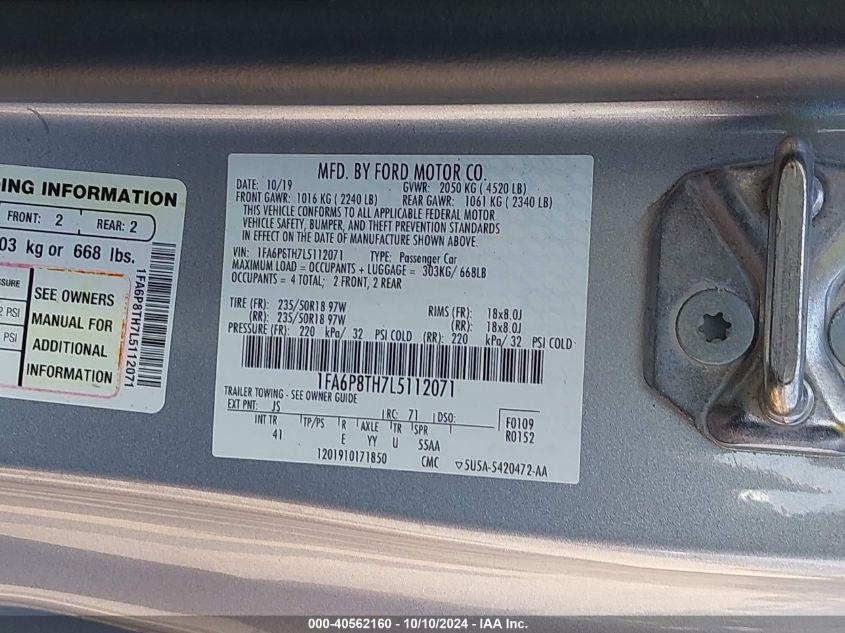 DING INFORMATION
FRONT: 2 REAR: 2
03 kg or 668 lbs.
SSURE
2 PSI
PSI
SEE OWNERS
MANUAL FOR
ADDITIONAL
INFORMATION
1FA6P8TH7L5112071
MFD. BY FORD MOTOR CO.
DATE: 10/19 GVWR: 2050 KG ( 4520 LB)
FRONT GAWR: 1016 KG ( 2240 LB) REAR GAWR: 1061 KG ( 2340 LB)
THIS VEHICLE CONFORMS TO ALL APPLICABLE FEDERAL MOTOR
VEHICLE SAFETY, BUMPER, AND THEFT PREVENTION STANDARDS
IN EFFECT ON THE DATE OF MANUFACTURE SHOWN ABOVE.
VIN: 1FA6P8TH7L5112071 TYPE: Passenger Car
MAXIMUM LOAD = OCCUPANTS + LUGGAGE = 303KG/ 668LB
OCCUPANTS = 4 TOTAL; 2 FRONT, 2 REAR
TIRE (FR): 235/50R18 97W RIMS (FR): 18x8.0J
(RR): 235/50R18 97W (RR): 18x8.0J
PRESSURE (FR): 220 kPa/ 32 PSI COLD (RR): 220 kPa/ 32 PSI COLD
1FA6P8TH7L5112071
TRAILER TOWING - SEE OWNER GUIDE
EXT PNT: JS RC: 71 DSO:
INT TR TP/PS R AXLE TR SPR
41 E YY U 55AA
F0109
R0152
1201910171850 CMC ▽5U5A-5420472-AA
000-40562160 - 10/10/2024 - IAA Inc.